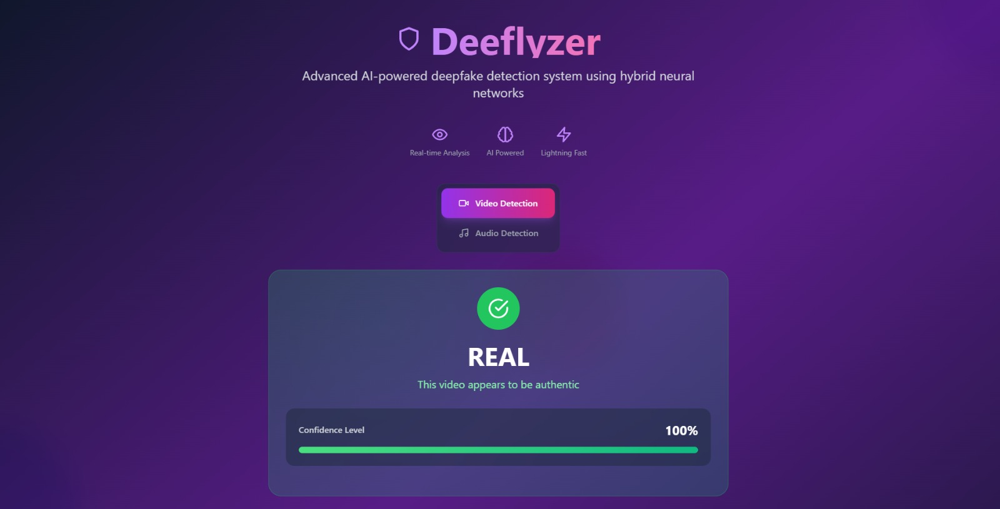 Deeflyzer
Advanced AI-powered deepfake detection system using hybrid neural
networks
Real-time Analysis
AI Powered
Lightning Fast
Video Detection
Audio Detection
REAL
This video appears to be authentic
Confidence Level
100%